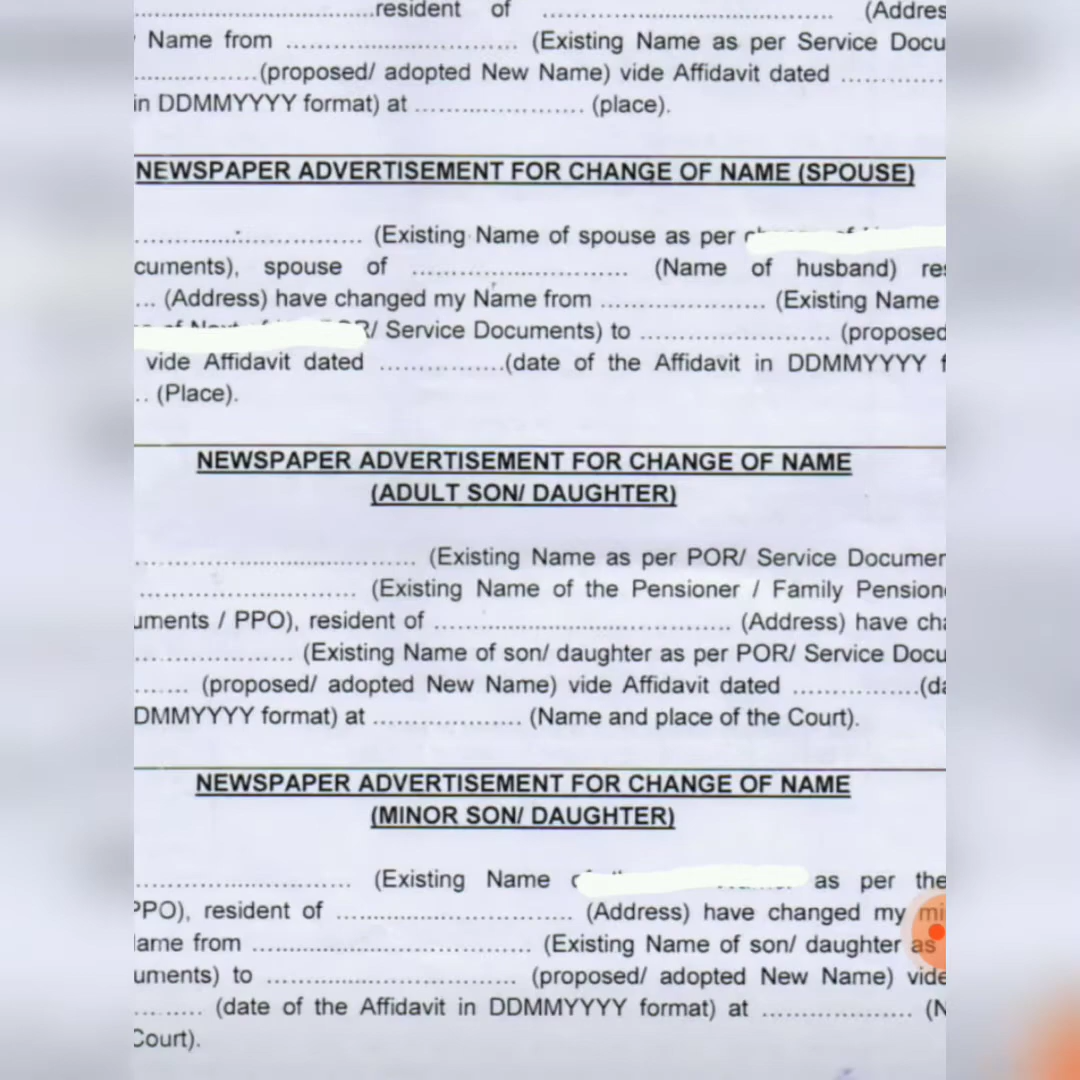 ..............................resident of ....................................... (Addres
Name from ................................. (Existing Name as per Service Docu
..................(proposed/ adopted New Name) vide Affidavit dated ...............
in DDMMYYYY format) at ........................ (place).
NEWSPAPER ADVERTISEMENT FOR CHANGE OF NAME (SPOUSE)
................................. (Existing Name of spouse as per
cuments), spouse of ............................... (Name of husband) re
... (Address) have changed my Name from ....................... (Existing Name
/ Service Documents) to ........................... (proposed
vide Affidavit dated ..................(date of the Affidavit in DDMMYYYY f
.. (Place).
NEWSPAPER ADVERTISEMENT FOR CHANGE OF NAME
(ADULT SON/ DAUGHTER)
........................................ (Existing Name as per POR/ Service Documen
............................... (Existing Name of the Pensioner / Family Pension
uments / PPO), resident of .......................................... (Address) have cha
....................... (Existing Name of son/ daughter as per POR/ Service Docu
....... (proposed/ adopted New Name) vide Affidavit dated ..................(da
DMMYYYY format) at ..................... (Name and place of the Court).
NEWSPAPER ADVERTISEMENT FOR CHANGE OF NAME
(MINOR SON/ DAUGHTER)
............................... (Existing Name as per the
PPO), resident of .................................. (Address) have changed my mi
ame from ........................................ (Existing Name of son/ daughter as
uments) to .................................... (proposed/ adopted New Name) vide
.......... (date of the Affidavit in DDMMYYYY format) at ...................... (N
Court).